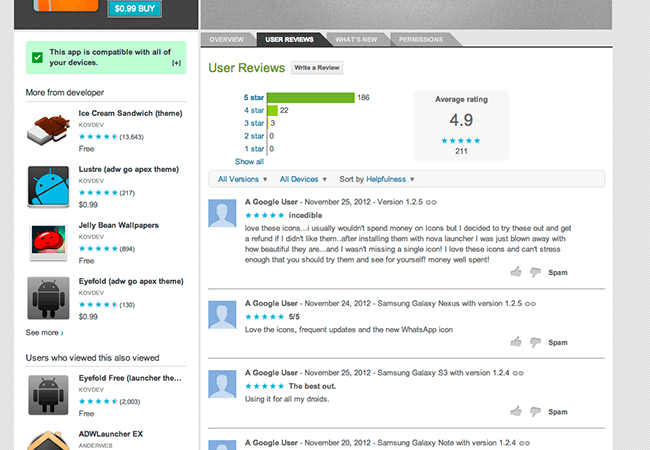 $0.99 BUY
This app is compatible with all of
your devices.
[+]
More from developer
Ice Cream Sandwich (theme)
KOVDEV
(13,643)
Free
Lustre (adw go apex theme)
KOVDEV
(217)
$0.99
Jelly Bean Wallpapers
KOVDEV
(894)
Free
Eyefold (adw go apex theme)
KOVDEV
(130)
$0.99
See more ›
Users who viewed this also viewed
Eyefold Free (launcher the...
KOVDEV
(2,003)
Free
ADWLauncher EX
ANDERWEB
OVERVIEW
USER REVIEWS
WHAT'S NEW
PERMISSIONS
User Reviews
Write a Review
5 star 186
4 star 22
3 star 3
2 star 0
1 star 0
Show all
Average rating
4.9
211
All Versions
All Devices
Sort by Helpfulness
A Google User - November 25, 2012 - Version 1.2.5
incedible
love these icons...i usually wouldn't spend money on Icons but I decided to try these out and get
a refund if I didn't like them..after installing them with nova launcher I was just blown away with
how beautiful they are...and I wasn't missing a single icon! I love these icons and can't stress
enough that you should try them and see for yourself! money well spent!
Spam
A Google User - November 24, 2012 - Samsung Galaxy Nexus with version 1.2.5
5/5
Love the icons, frequent updates and the new WhatsApp icon
Spam
A Google User - November 25, 2012 - Samsung Galaxy S3 with version 1.2.4
The best out.
Using it for all my droids.
Spam
A Google User - November 20, 2012 - Samsung Galaxy Note with version 1.2.4